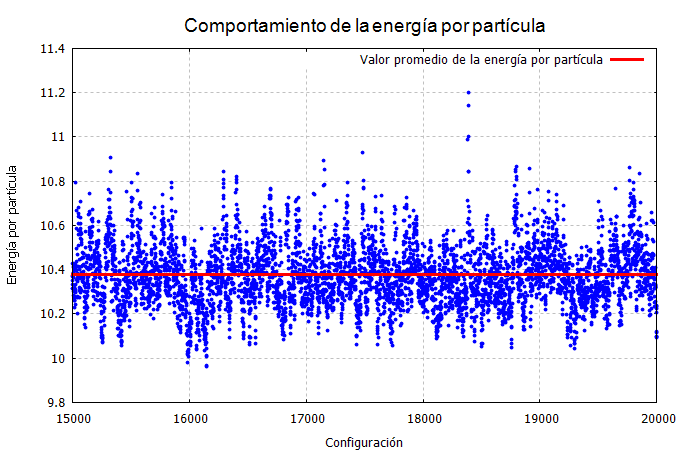 Comportamiento de la energía por partícula
Valor promedio de la energía por partícula
Energía por partícula
11.4
11.2
11
10.8
10.6
10.4
10.2
10
9.8
15000 16000 17000 18000 19000 20000
Configuración